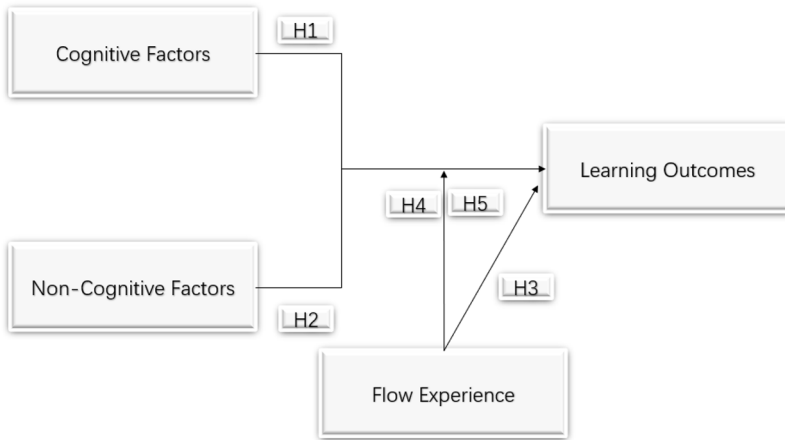 H1
Cognitive Factors
Learning Outcomes
H4
H5
Non-Cognitive Factors
H3
H2
Flow Experience